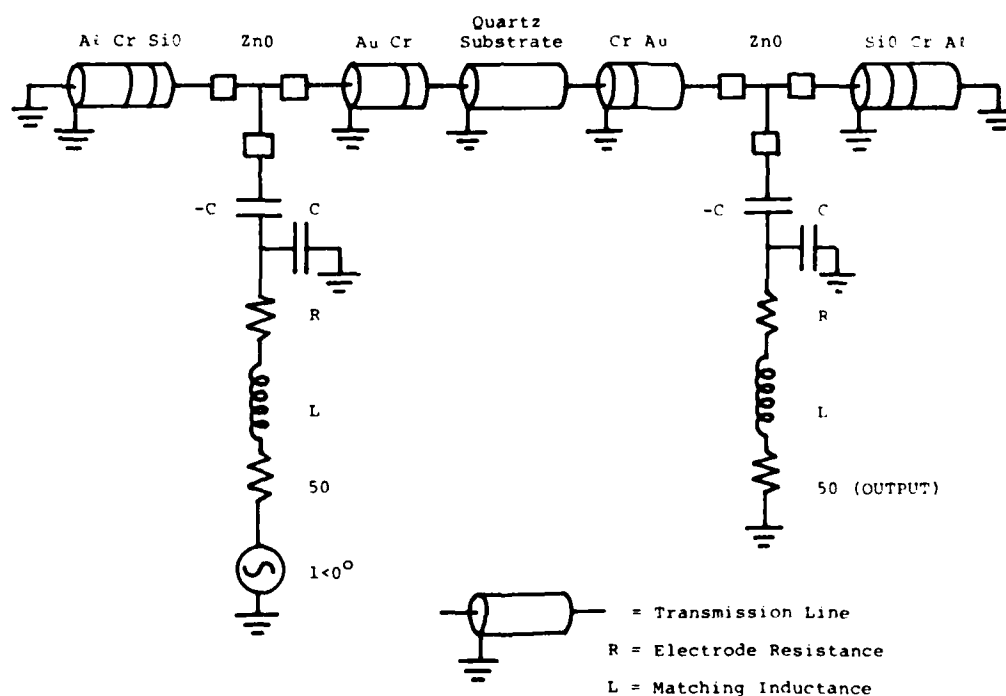 Quartz
Al Cr SiO ZnO Au Cr Substrate Cr Au ZnO SiO Cr Al
-C C -C C
R R
L L
50 50 (OUTPUT)
1<0°
= Transmission Line
R = Electrode Resistance
L = Matching Inductance